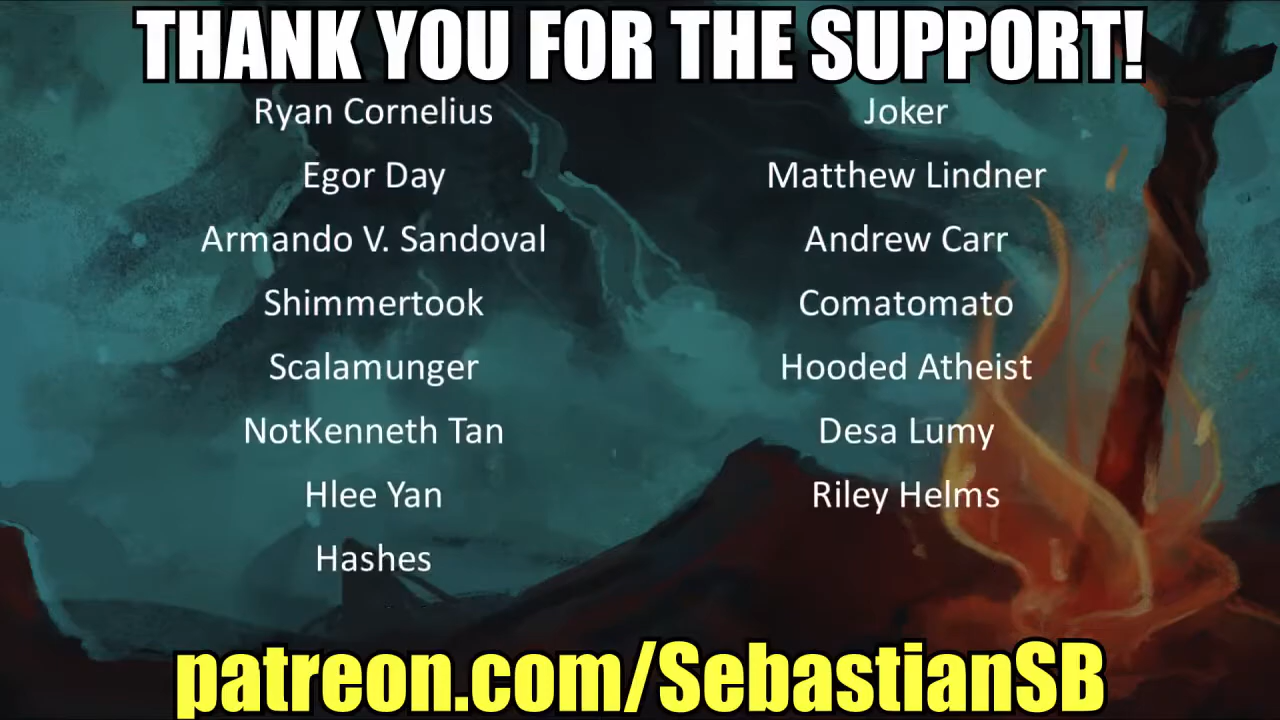 THANK YOU FOR THE SUPPORT!
Ryan Cornelius
Egor Day
Armando V. Sandoval
Shimmertook
Scalamunger
NotKenneth Tan
Hlee Yan
Hashes
Joker
Matthew Lindner
Andrew Carr
Comatomato
Hooded Atheist
Desa Lumy
Riley Helms
patreon.com/SebastianSB